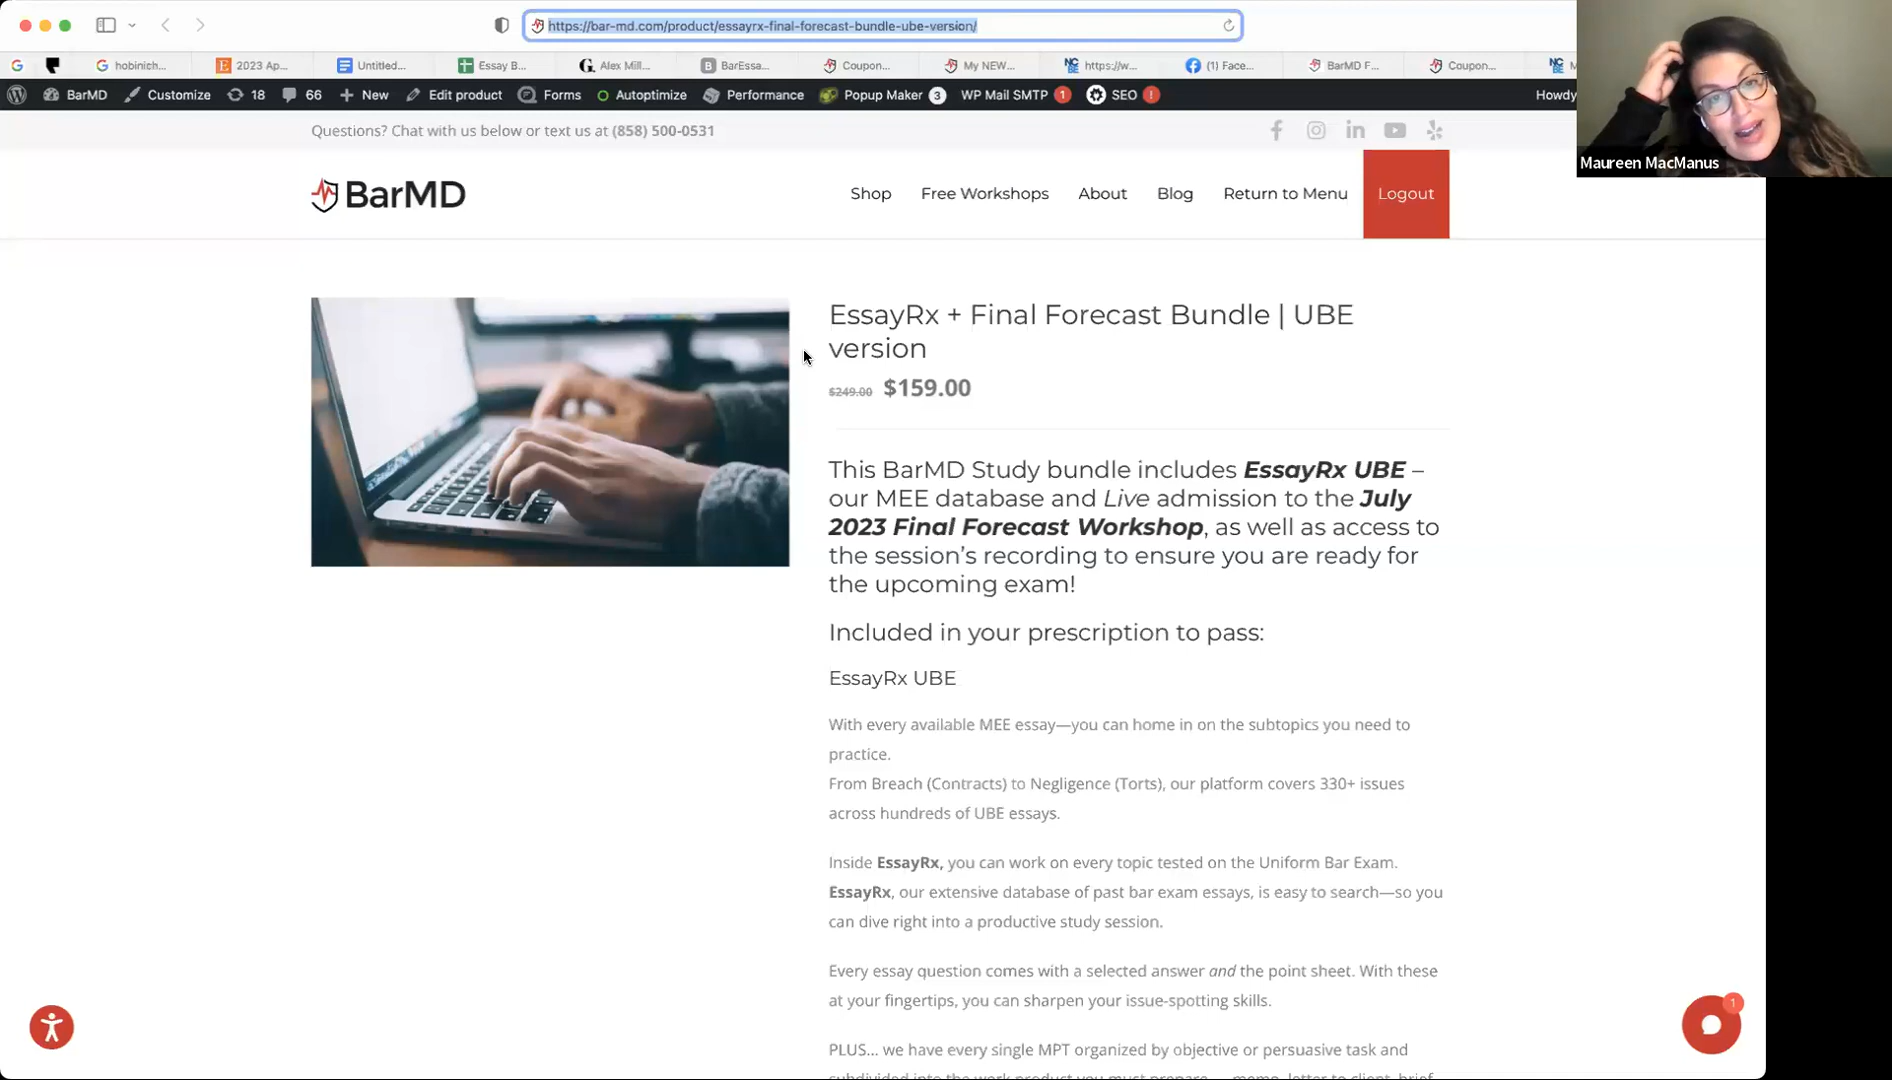 https://bar-md.com/product/essayrx-final-forecast-bundle-ube-version/
hobinich...
2023 Ap...
Untitled...
Essay B...
Alex Mill...
BarEssa...
Coupon...
My NEW...
https://w...
(1) Face...
BarMD F...
Coupon...
BarMD
Customize
18
66
New
Edit product
Forms
Autoptimize
Performance
Popup Maker 3
WP Mail SMTP 1
SEO !
Howdy
Maureen MacManus
Questions? Chat with us below or text us at (858) 500-0531
BarMD
Shop
Free Workshops
About
Blog
Return to Menu
Logout
EssayRx + Final Forecast Bundle | UBE
version
$249.00 $159.00
This BarMD Study bundle includes EssayRx UBE –
our MEE database and Live admission to the July
2023 Final Forecast Workshop, as well as access to
the session's recording to ensure you are ready for
the upcoming exam!
Included in your prescription to pass:
EssayRx UBE
With every available MEE essay—you can home in on the subtopics you need to
practice.
From Breach (Contracts) to Negligence (Torts), our platform covers 330+ issues
across hundreds of UBE essays.
Inside EssayRx, you can work on every topic tested on the Uniform Bar Exam.
EssayRx, our extensive database of past bar exam essays, is easy to search—so you
can dive right into a productive study session.
Every essay question comes with a selected answer and the point sheet. With these
at your fingertips, you can sharpen your issue-spotting skills.
PLUS... we have every single MPT organized by objective or persuasive task and
subdivided into the work product you must prepare
1